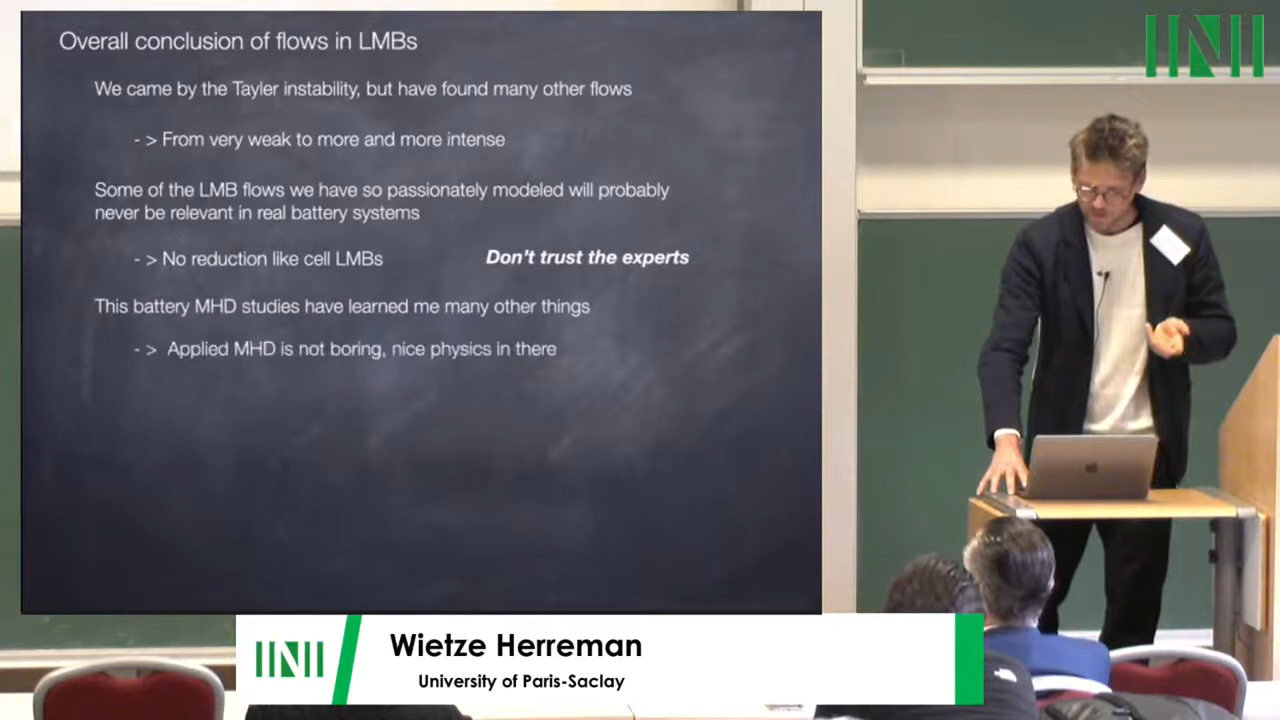 Overall conclusion of flows in LMBs
We came by the Tayler instability, but have found many other flows
- > From very weak to more and more intense
Some of the LMB flows we have so passionately modeled will probably
never be relevant in real battery systems
- > No reduction like cell LMBs
Don't trust the experts
This battery MHD studies have learned me many other things
- > Applied MHD is not boring, nice physics in there
INI
INI
Wietze Herreman
University of Paris-Saclay